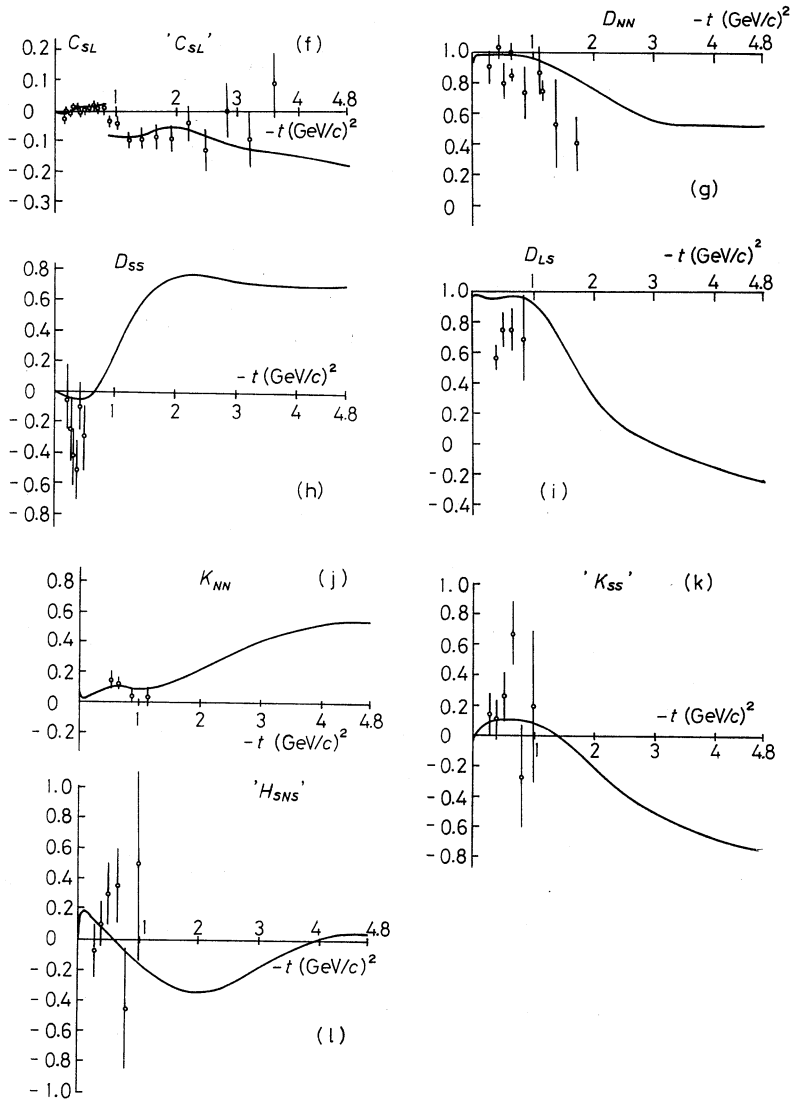 C_SL 'C_SL' (f)
0.2
0.1
0
-0.1
-0.2
-0.3
1 2 3 4 4.8
-t (GeV/c)²
D_NN -t (GeV/c)²
1 2 3 4 4.8
1.0
0.8
0.6
0.4
0.2
0
(g)
D_SS
0.8
0.6
0.4
0.2
0
-0.2
-0.4
-0.6
-0.8
-t (GeV/c)²
1 2 3 4 4.8
(h)
D_LS -t (GeV/c)²
1 2 3 4 4.8
1.0
0.8
0.6
0.4
0.2
0
-0.2
-0.4
(i)
K_NN (j)
0.8
0.6
0.4
0.2
0
-0.2
1 2 3 4 4.8
-t (GeV/c)²
'K_SS' (k)
1.0
0.8
0.6
0.4
0.2
0
-0.2
-0.4
-0.6
-0.8
-t (GeV/c)²
1 2 3 4 4.8
'H_SNS'
1.0
0.8
0.6
0.4
0.2
0
-0.2
-0.4
-0.6
-0.8
-1.0
1 2 3 4 4.8
-t (GeV/c)²
(l)